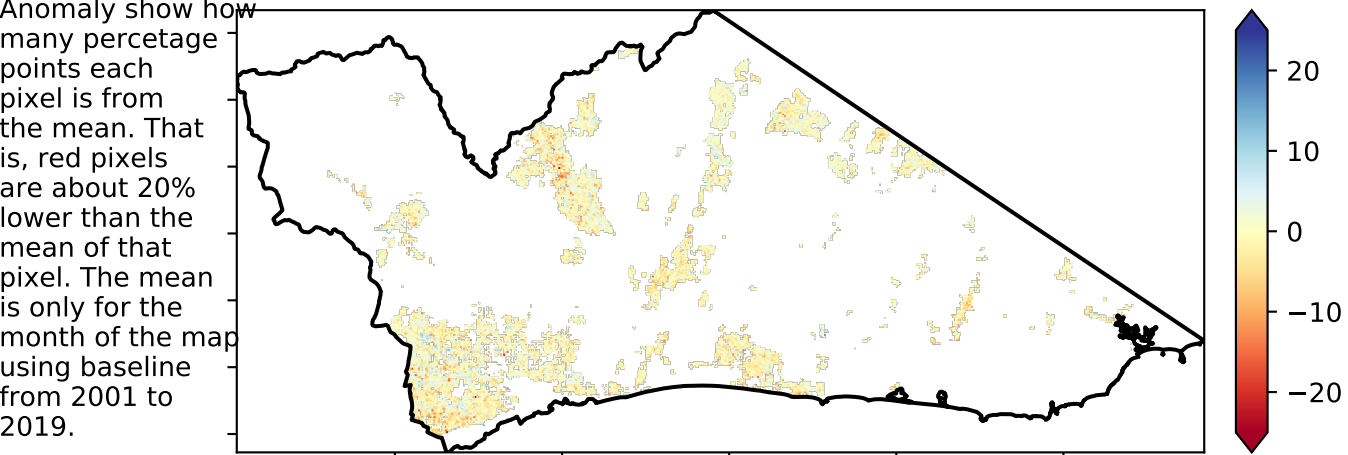 Anomaly show how
many percetage
points each
pixel is from
the mean. That
is, red pixels
are about 20%
lower than the
mean of that
pixel. The mean
is only for the
month of the map
using baseline
from 2001 to
2019.
20
10
0
−10
−20